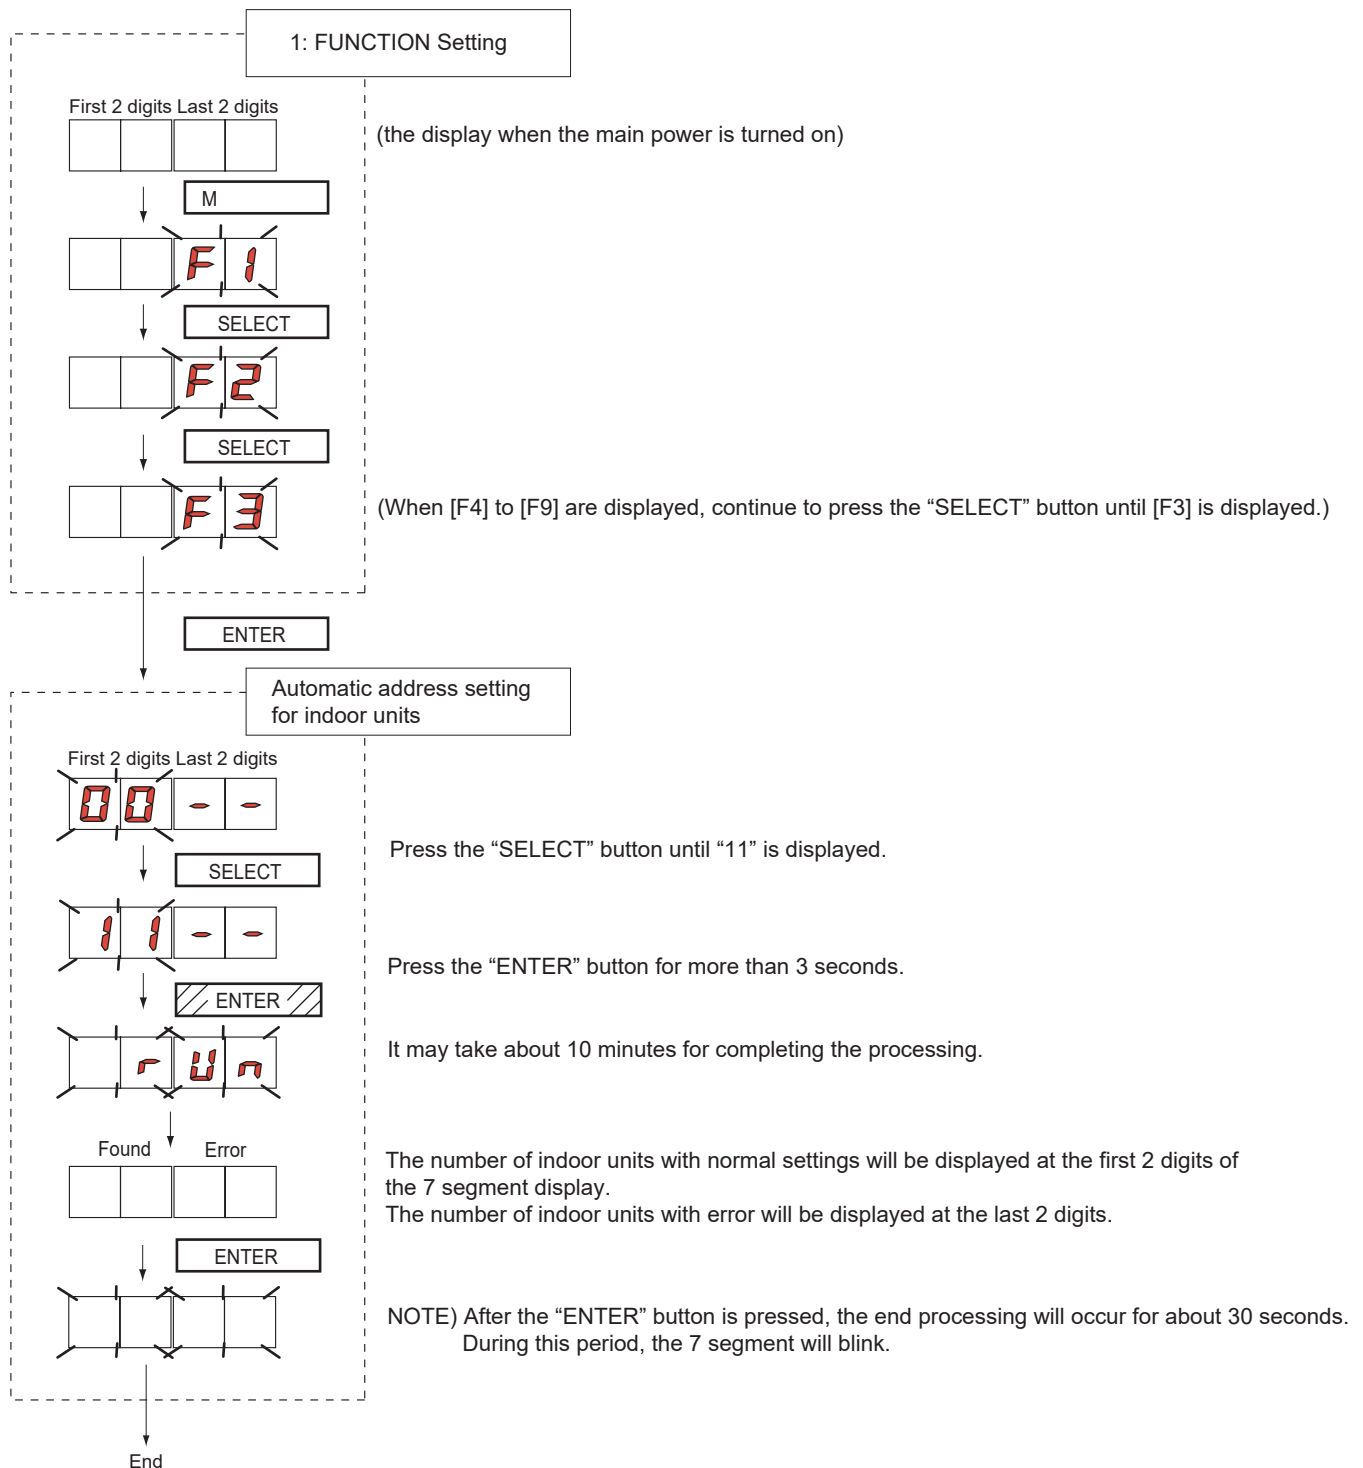 1: FUNCTION Setting
First 2 digits Last 2 digits
(the display when the main power is turned on)
M
F1
SELECT
F2
SELECT
F3
(When [F4] to [F9] are displayed, continue to press the “SELECT” button until [F3] is displayed.)
ENTER
Automatic address setting
for indoor units
First 2 digits Last 2 digits
00--
Press the “SELECT” button until “11” is displayed.
SELECT
11--
Press the “ENTER” button for more than 3 seconds.
ENTER
rUn
It may take about 10 minutes for completing the processing.
Found Error
The number of indoor units with normal settings will be displayed at the first 2 digits of
the 7 segment display.
The number of indoor units with error will be displayed at the last 2 digits.
ENTER
NOTE) After the “ENTER” button is pressed, the end processing will occur for about 30 seconds.
During this period, the 7 segment will blink.
End